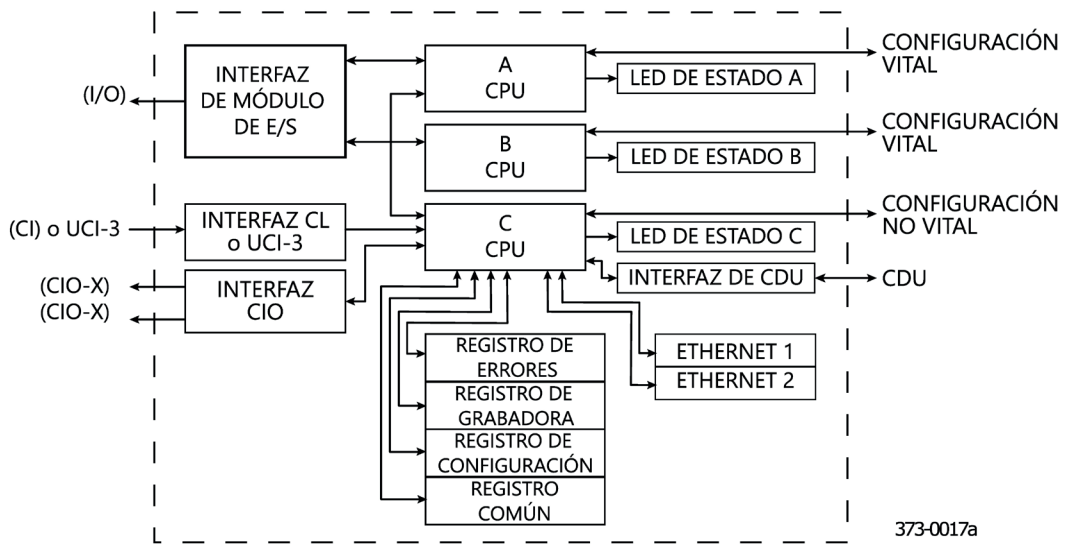 INTERFAZ
DE MÓDULO
DE E/S
(I/O)
A
CPU
CONFIGURACIÓN
VITAL
LED DE ESTADO A
B
CPU
CONFIGURACIÓN
VITAL
LED DE ESTADO B
(CI) o UCI-3
INTERFAZ CL
o UCI-3
C
CPU
CONFIGURACIÓN
NO VITAL
LED DE ESTADO C
(CIO-X)
(CIO-X)
INTERFAZ
CIO
INTERFAZ DE CDU
CDU
REGISTRO DE
ERRORES
REGISTRO DE
GRABADORA
REGISTRO DE
CONFIGURACIÓN
REGISTRO
COMÚN
ETHERNET 1
ETHERNET 2
373-0017a